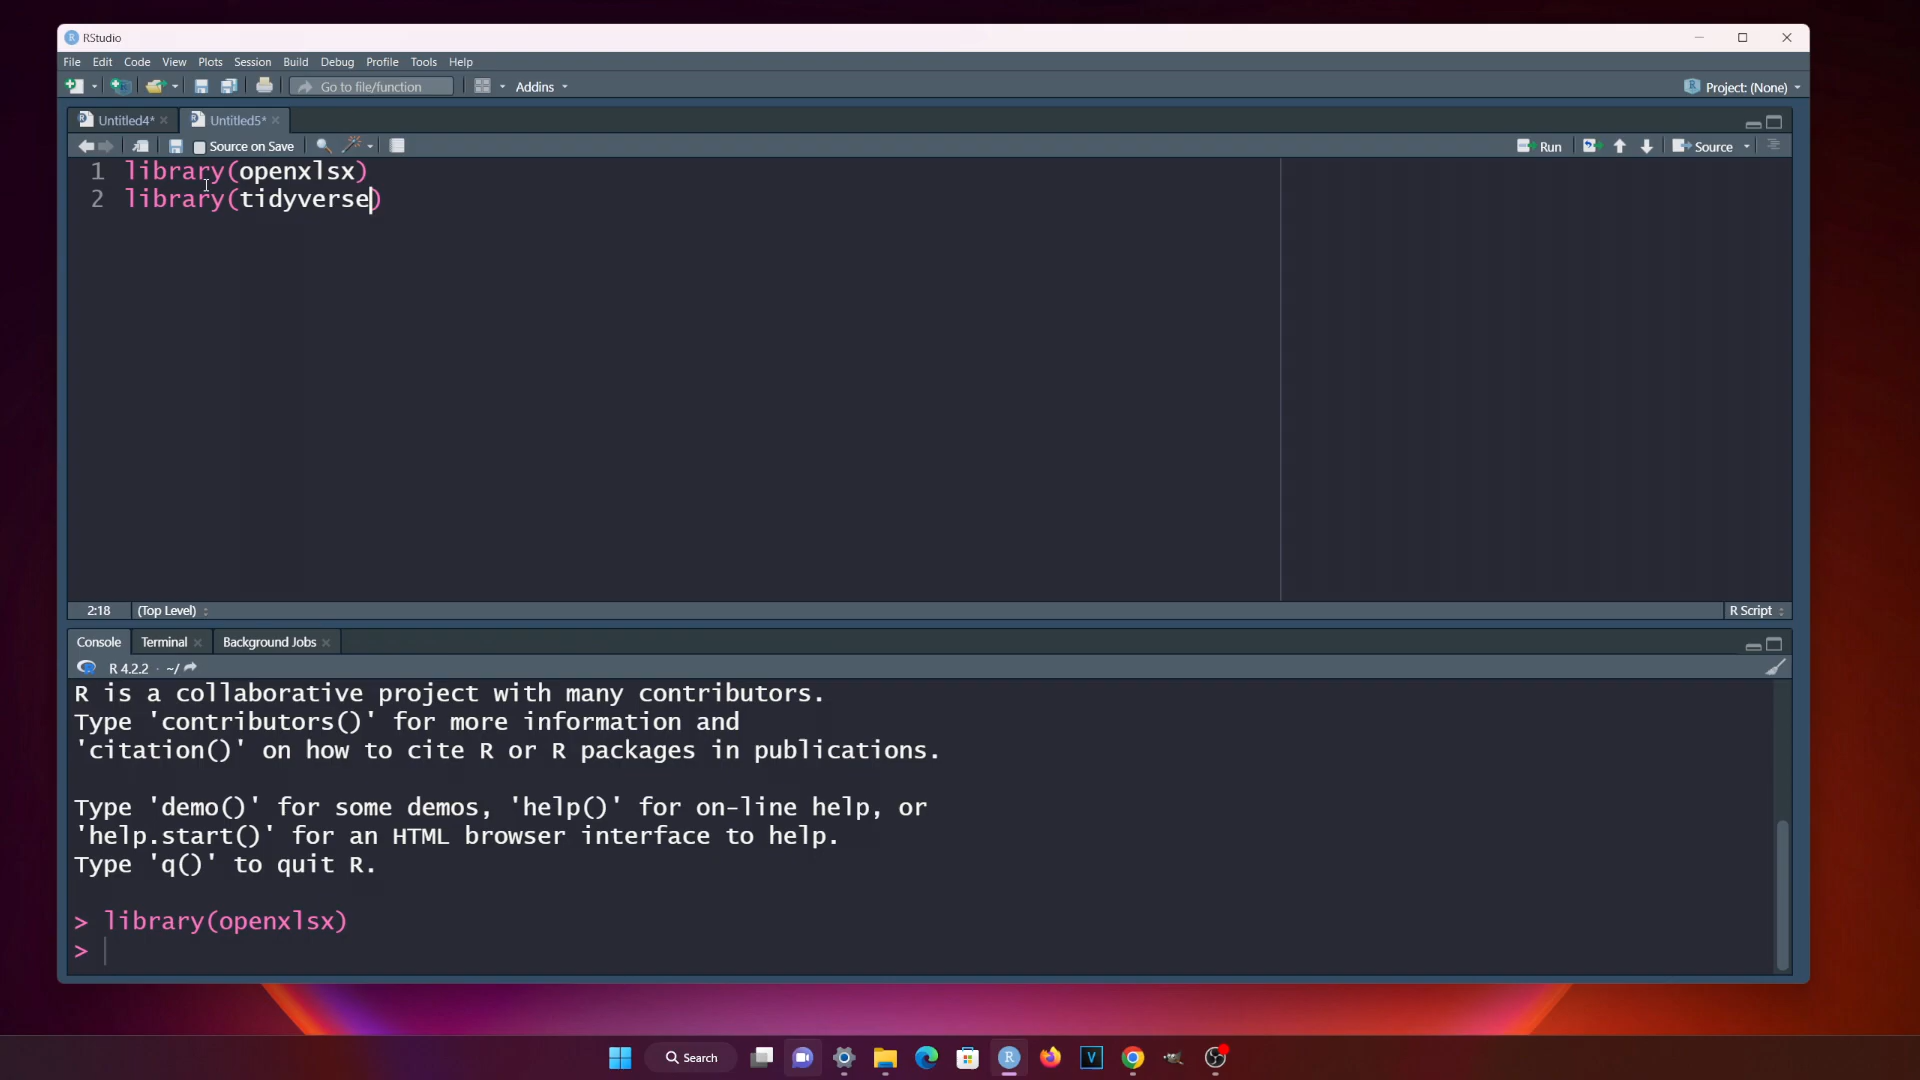 RStudio
File Edit Code View Plots Session Build Debug Profile Tools Help
Go to file/function Addins Project: (None)
Untitled4* Untitled5*
Source on Save Run Source
1 library(openxlsx)
2 library(tidyverse)
2:18 (Top Level) R Script
Console Terminal Background Jobs
R 4.2.2 · ~/
R is a collaborative project with many contributors.
Type 'contributors()' for more information and
'citation()' on how to cite R or R packages in publications.
Type 'demo()' for some demos, 'help()' for on-line help, or
'help.start()' for an HTML browser interface to help.
Type 'q()' to quit R.
> library(openxlsx)
>
Search